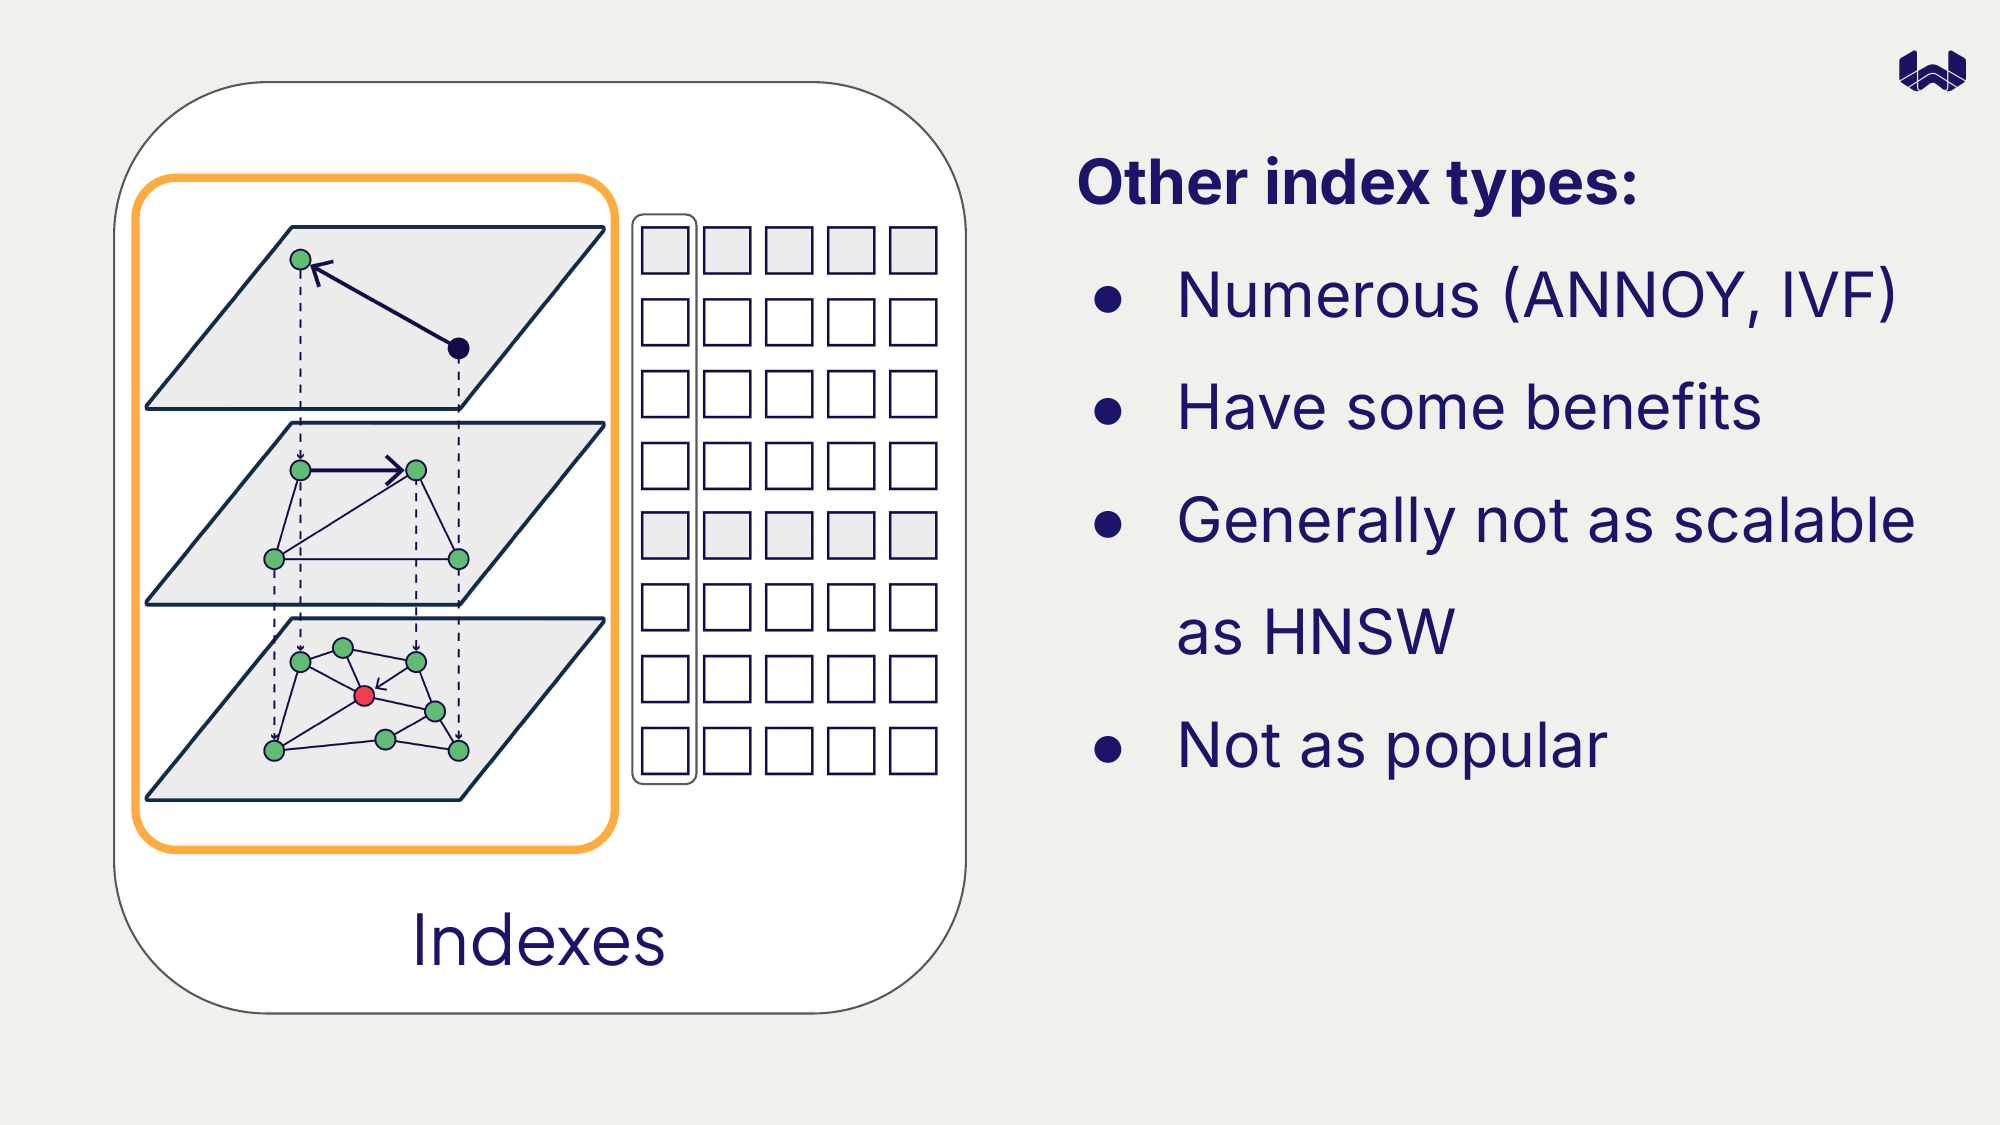 Other index types:
● Numerous (ANNOY, IVF)
● Have some benefits
● Generally not as scalable
as HNSW
● Not as popular
Indexes